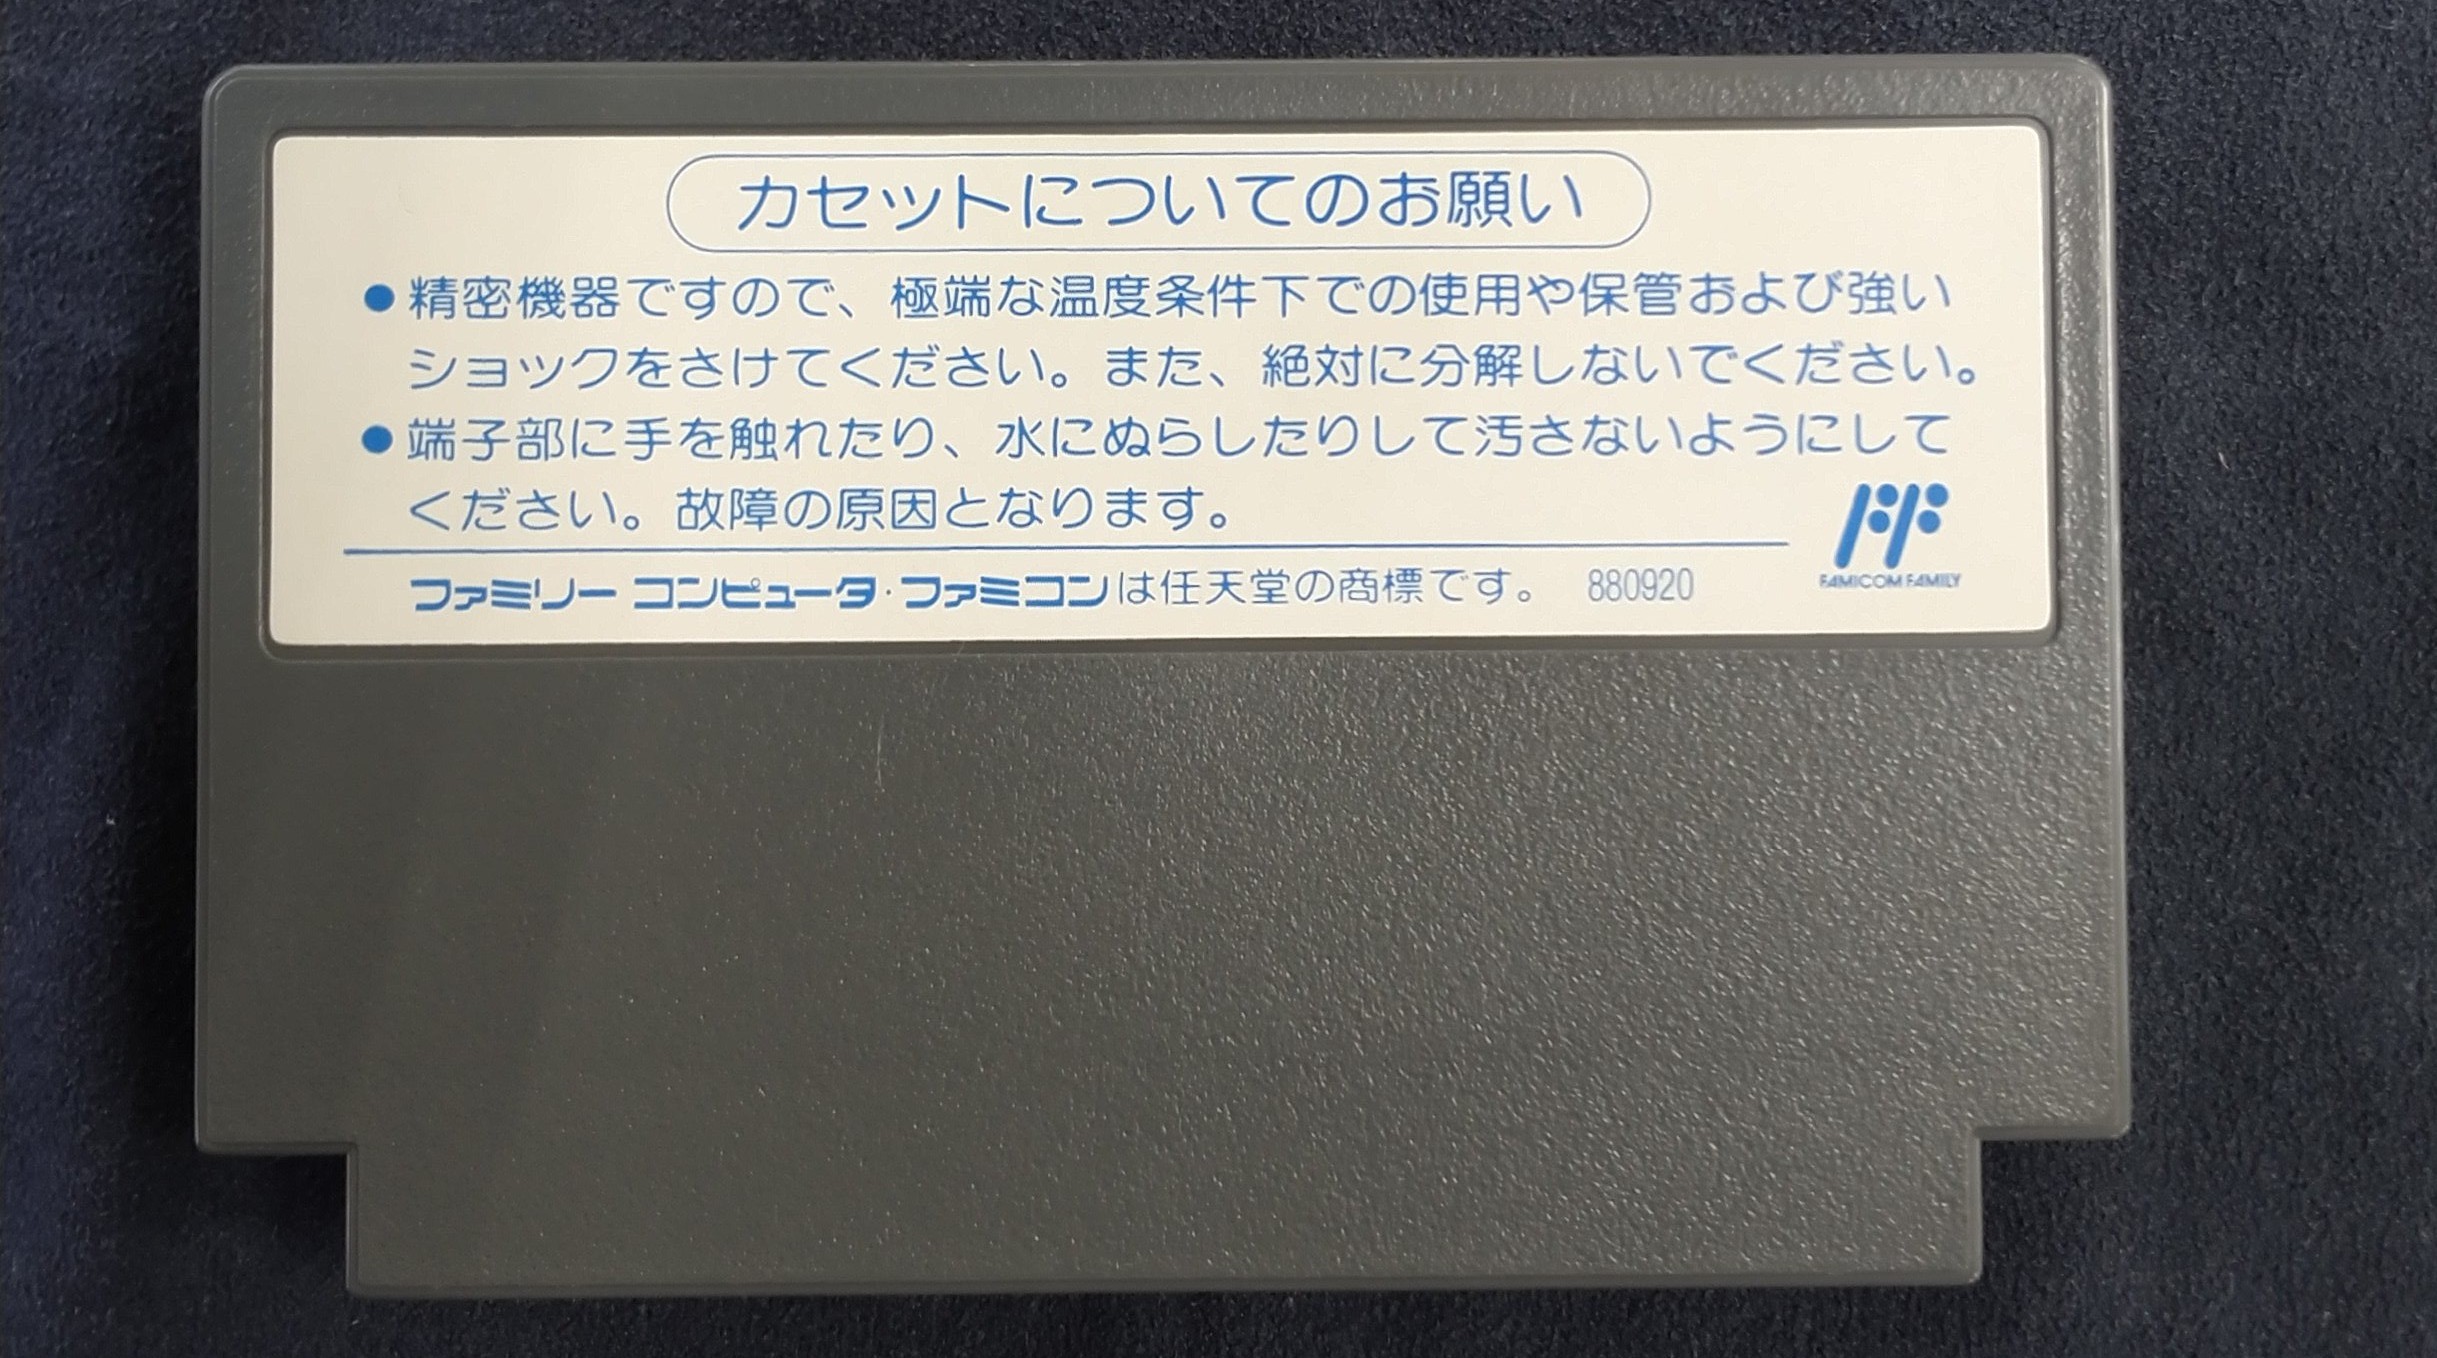 カセットについてのお願い
●精密機器ですので、極端な温度条件下での使用や保管および強い
ショックをさけてください。また、絶対に分解しないでください。
●端子部に手を触れたり、水にぬらしたりして汚さないようにして
ください。故障の原因となります。
ファミリー コンピュータ・ファミコンは任天堂の商標です。 880920
FAMICOM FAMILY